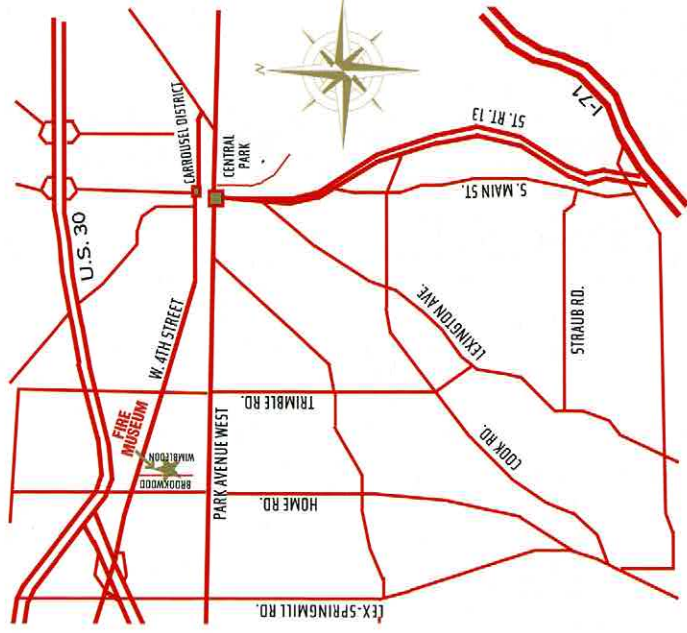 N
U.S. 30
CARROUSEL DISTRICT
CENTRAL
PARK
ST. RT. 13
I-71
S. MAIN ST.
W. 4TH STREET
LEXINGTON AVE.
STRAUB RD.
TRIMBLE RD.
FIRE
MUSEUM
WIMBLEDON
BROOKWOOD
PARK AVENUE WEST
HOME RD.
COOK RD.
LEX-SPRINGMILL RD.